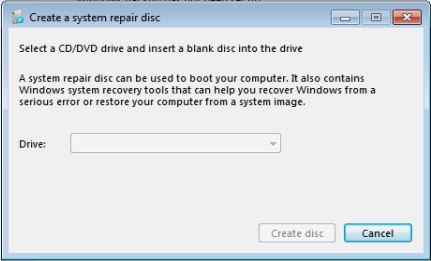 Create a system repair disc
Select a CD/DVD drive and insert a blank disc into the drive
A system repair disc can be used to boot your computer. It also contains
Windows system recovery tools that can help you recover Windows from a
serious error or restore your computer from a system image.
Drive:
Create disc
Cancel